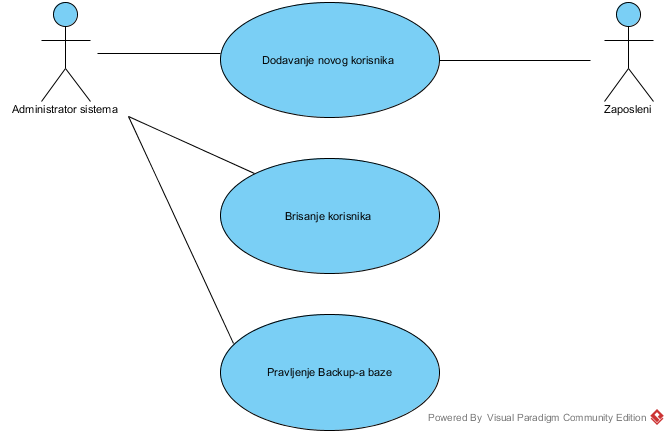 Dodavanje novog korisnika
Administrator sistema
Zaposleni
Brisanje korisnika
Pravljenje Backup-a baze
Powered By Visual Paradigm Community Edition